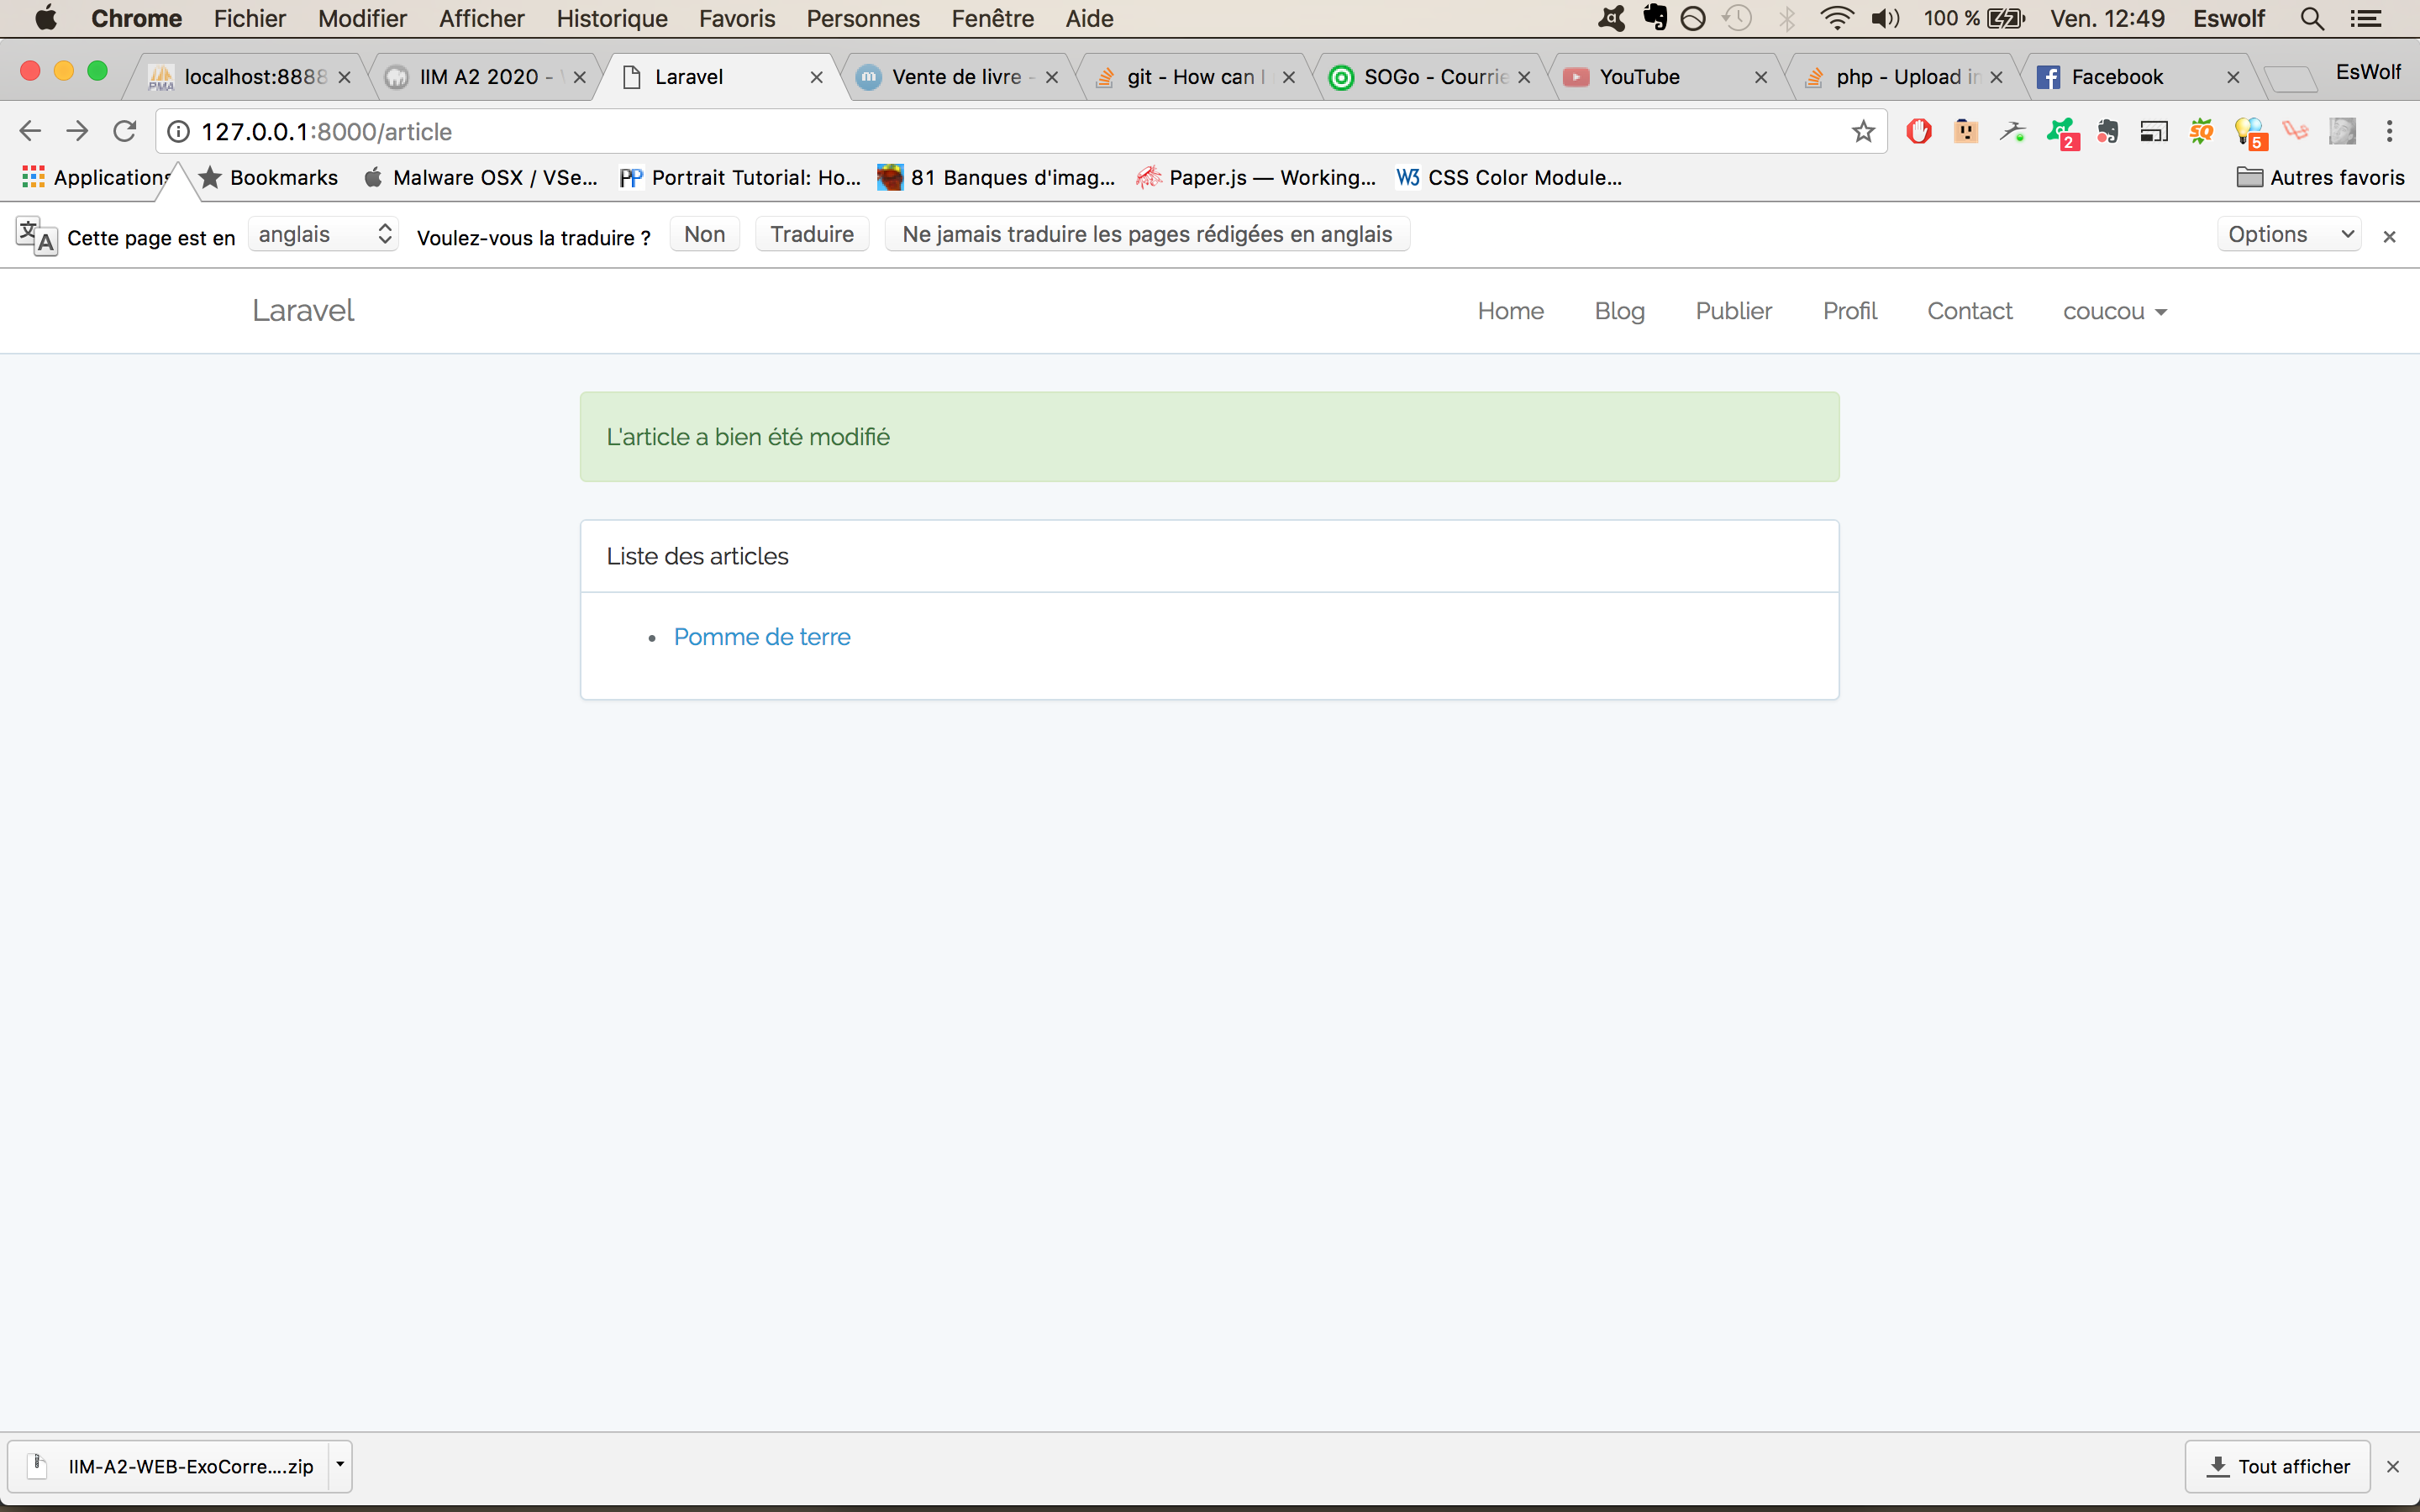 Chrome Fichier Modifier Afficher Historique Favoris Personnes Fenêtre Aide 100 % Ven. 12:49 Eswolf
localhost:8888 IIM A2 2020 - Laravel Vente de livre - git - How can I SOGo - Courrie YouTube php - Upload in Facebook EsWolf
127.0.0.1:8000/article 2 5
Applications Bookmarks Malware OSX / VSe... Portrait Tutorial: Ho... 81 Banques d'imag... Paper.js — Working... CSS Color Module... Autres favoris
Cette page est en anglais Voulez-vous la traduire ? Non Traduire Ne jamais traduire les pages rédigées en anglais Options
Laravel Home Blog Publier Profil Contact coucou
L'article a bien été modifié
Liste des articles
• Pomme de terre
IIM-A2-WEB-ExoCorre....zip Tout afficher